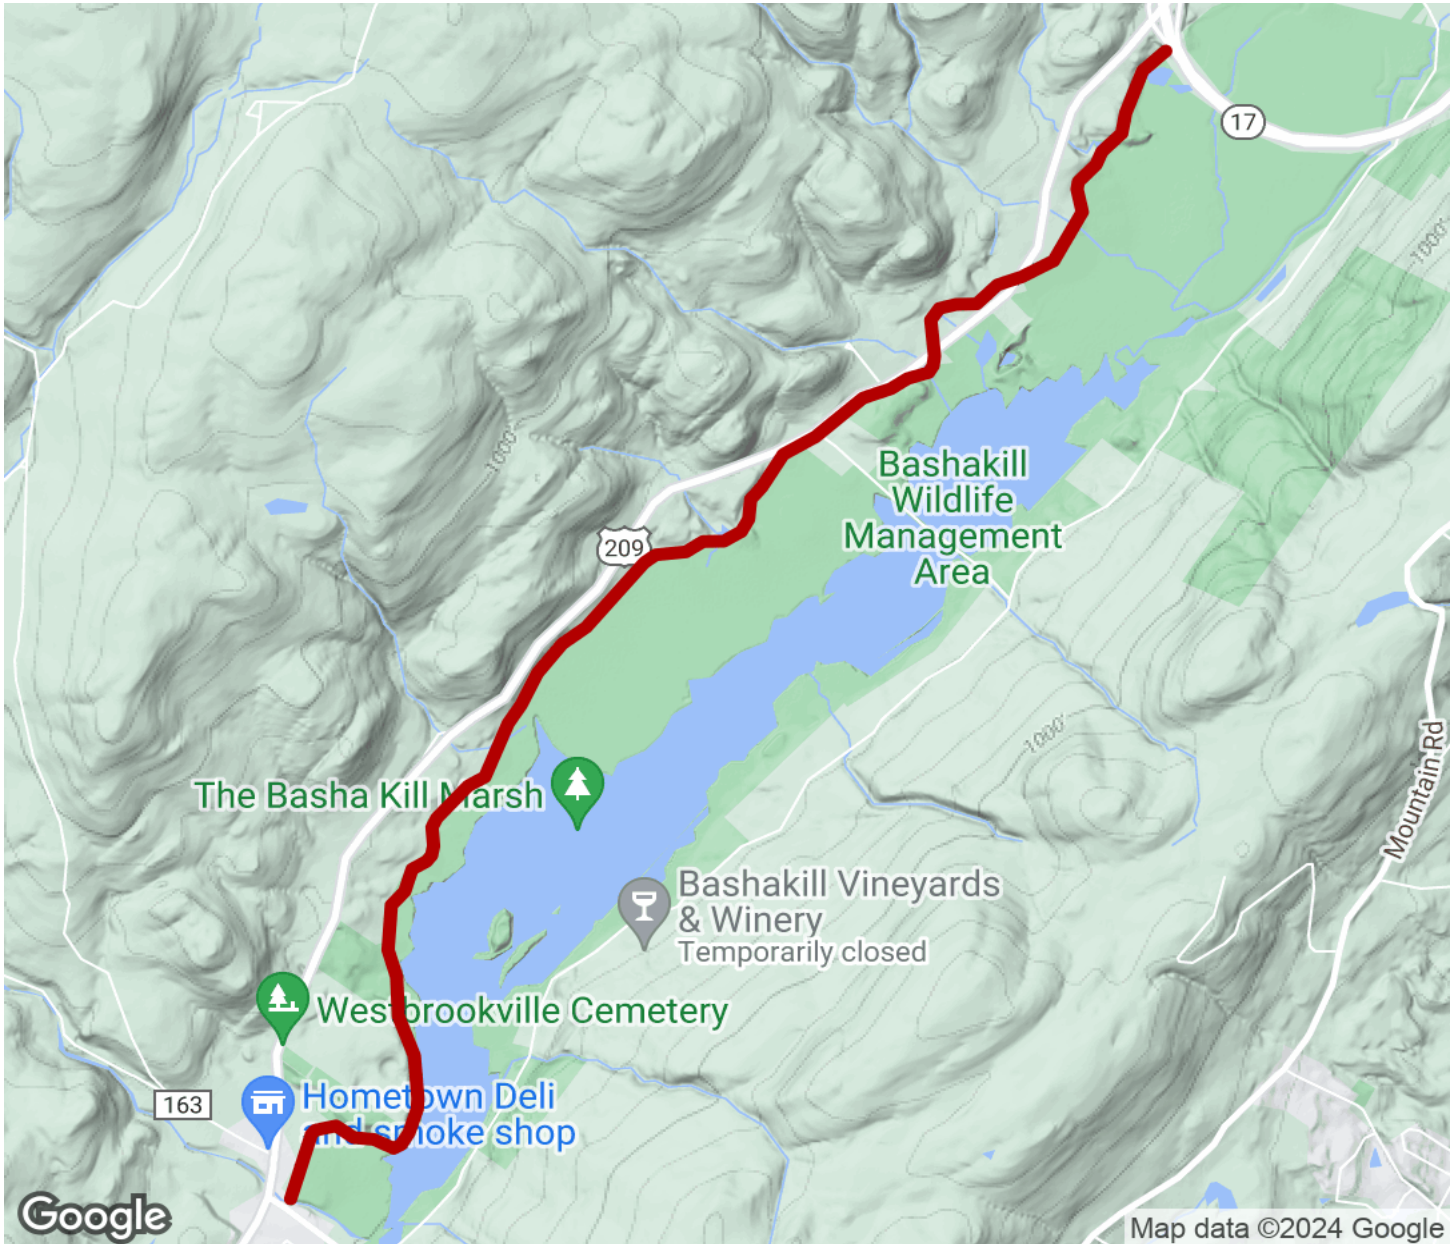 17
1000'
1000'
Bashakill
Wildlife
Management
Area
209
1000'
Mountain Rd
The Basha Kill Marsh
Bashakill Vineyards
& Winery
Temporarily closed
Westbrookville Cemetery
163
Hometown Deli
and smoke shop
Google
Map data ©2024 Google